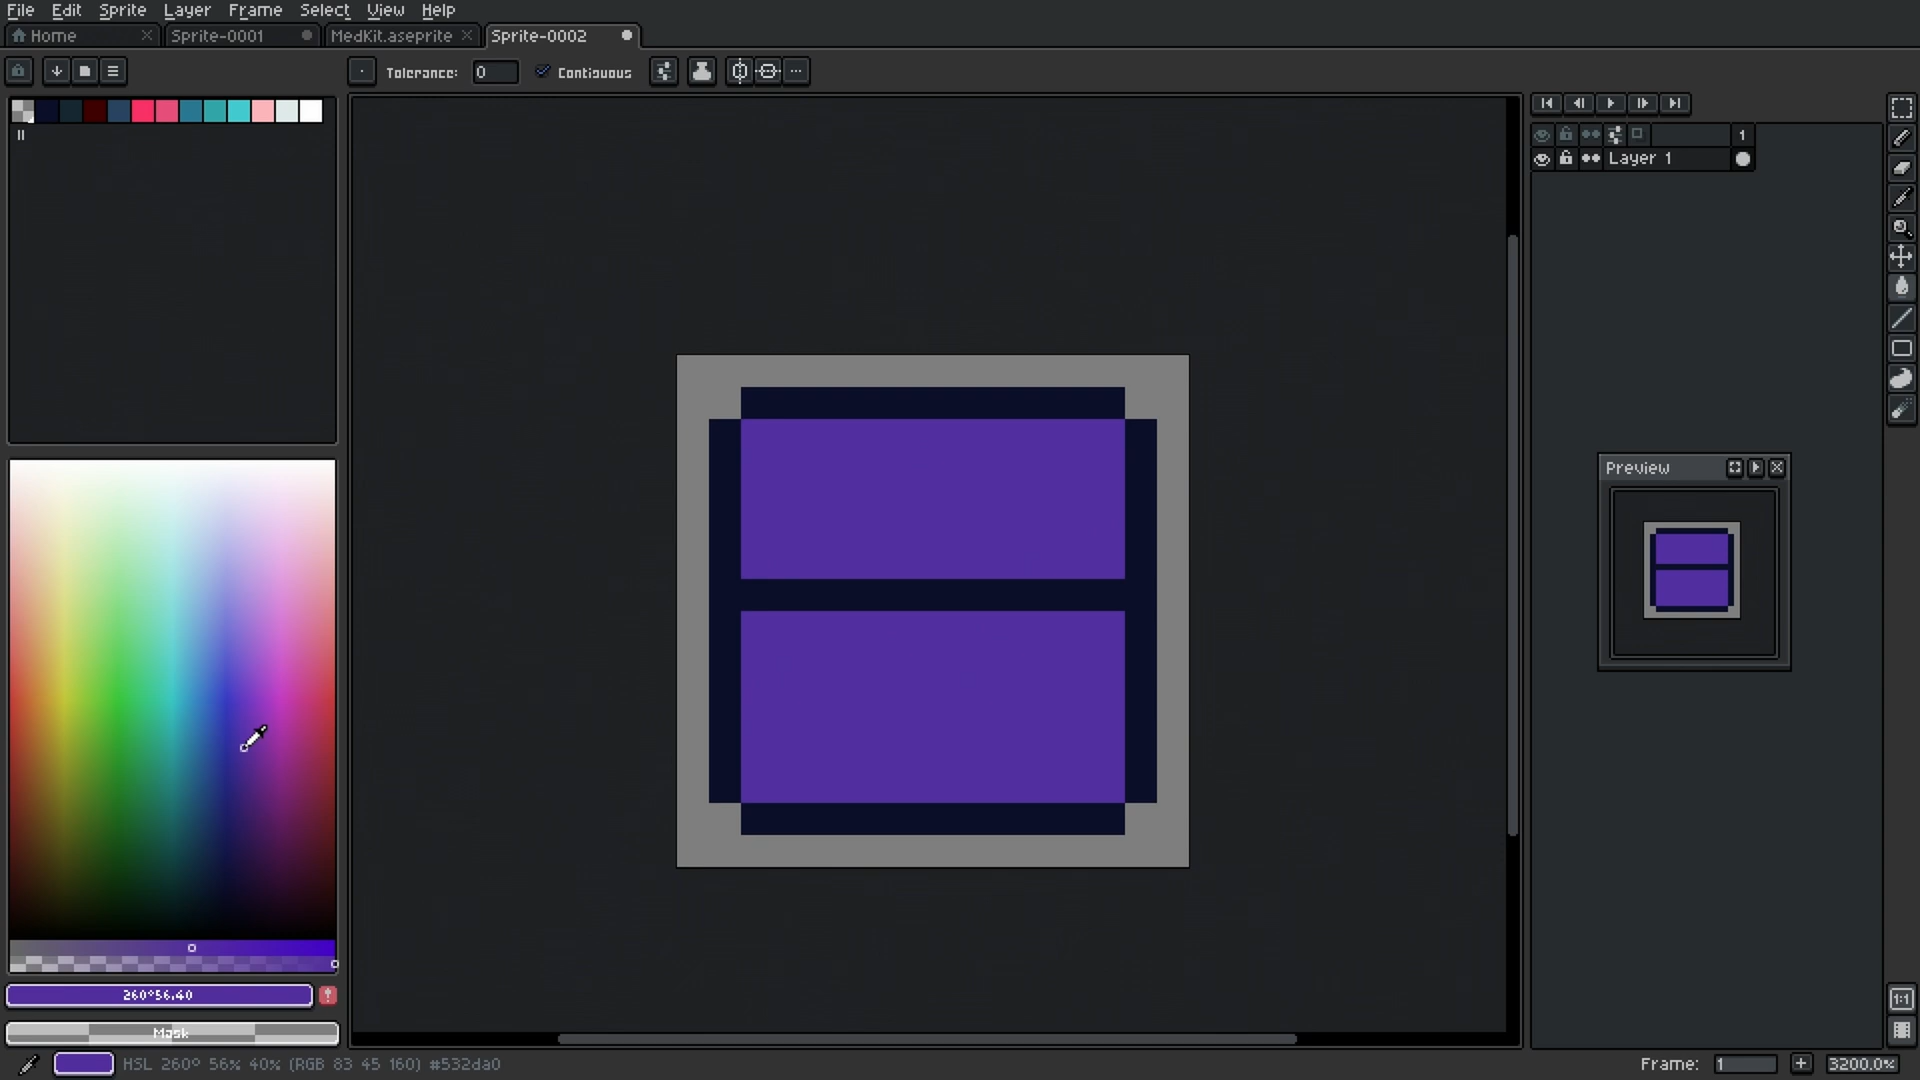 File Edit Sprite Layer Frame Select View Help
Home Sprite-0001 MedKit.aseprite Sprite-0002
Tolerance: 0 Contiguous
1
Layer 1
Preview
260°56,40
Mask
HSL 260° 56% 40% (RGB 83 45 160) #532da0
Frame: 1 + 3200.0%
1:1